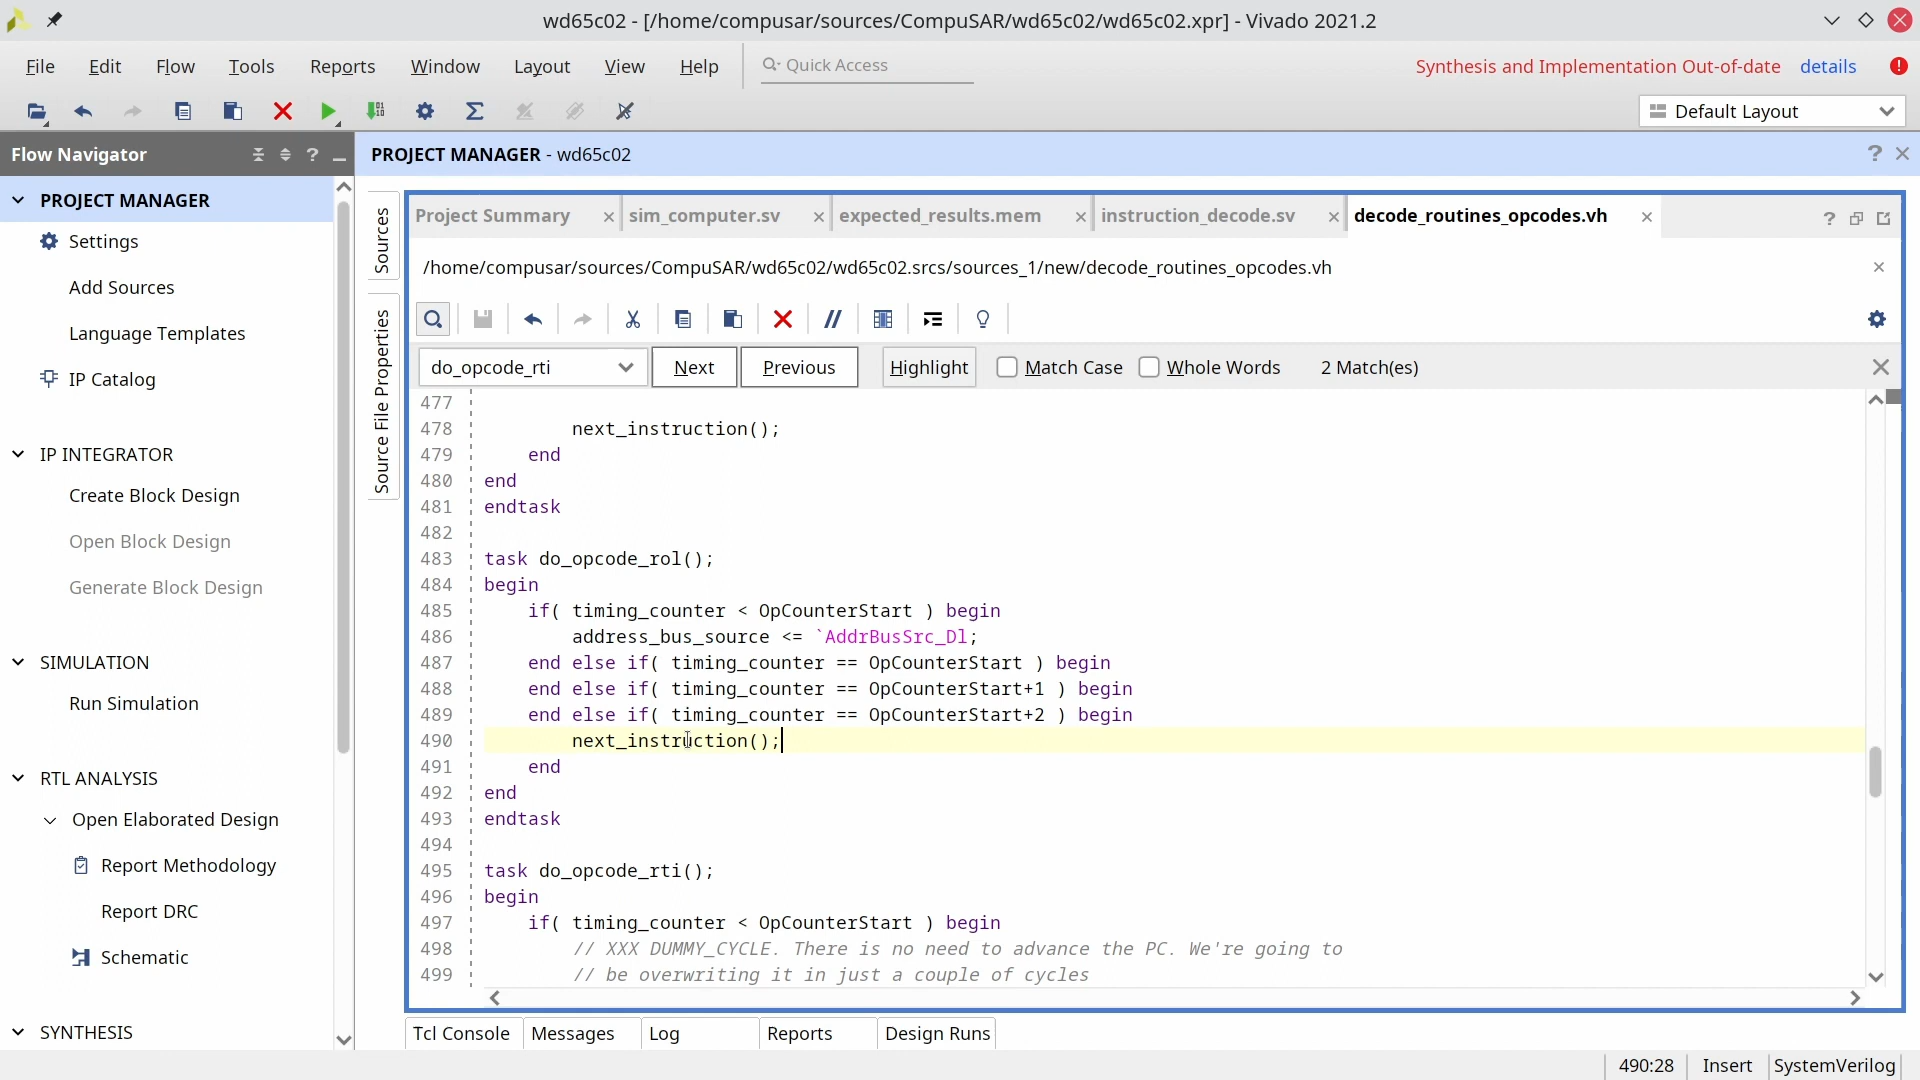 wd65c02 - [/home/compusar/sources/CompuSAR/wd65c02/wd65c02.xpr] - Vivado 2021.2
File Edit Flow Tools Reports Window Layout View Help Quick Access Synthesis and Implementation Out-of-date details
Default Layout
Flow Navigator
PROJECT MANAGER - wd65c02
PROJECT MANAGER
Settings
Add Sources
Language Templates
IP Catalog
IP INTEGRATOR
Create Block Design
Open Block Design
Generate Block Design
SIMULATION
Run Simulation
RTL ANALYSIS
Open Elaborated Design
Report Methodology
Report DRC
Schematic
SYNTHESIS
Sources
Source File Properties
Project Summary sim_computer.sv expected_results.mem instruction_decode.sv decode_routines_opcodes.vh
/home/compusar/sources/CompuSAR/wd65c02/wd65c02.srcs/sources_1/new/decode_routines_opcodes.vh
do_opcode_rti Next Previous Highlight Match Case Whole Words 2 Match(es)
477
478 next_instruction();
479 end
480 end
481 endtask
482
483 task do_opcode_rol();
484 begin
485 if( timing_counter < OpCounterStart ) begin
486 address_bus_source <= `AddrBusSrc_Dl;
487 end else if( timing_counter == OpCounterStart ) begin
488 end else if( timing_counter == OpCounterStart+1 ) begin
489 end else if( timing_counter == OpCounterStart+2 ) begin
490 next_instruction();
491 end
492 end
493 endtask
494
495 task do_opcode_rti();
496 begin
497 if( timing_counter < OpCounterStart ) begin
498 // XXX DUMMY_CYCLE. There is no need to advance the PC. We're going to
499 // be overwriting it in just a couple of cycles
Tcl Console Messages Log Reports Design Runs
490:28 Insert SystemVerilog